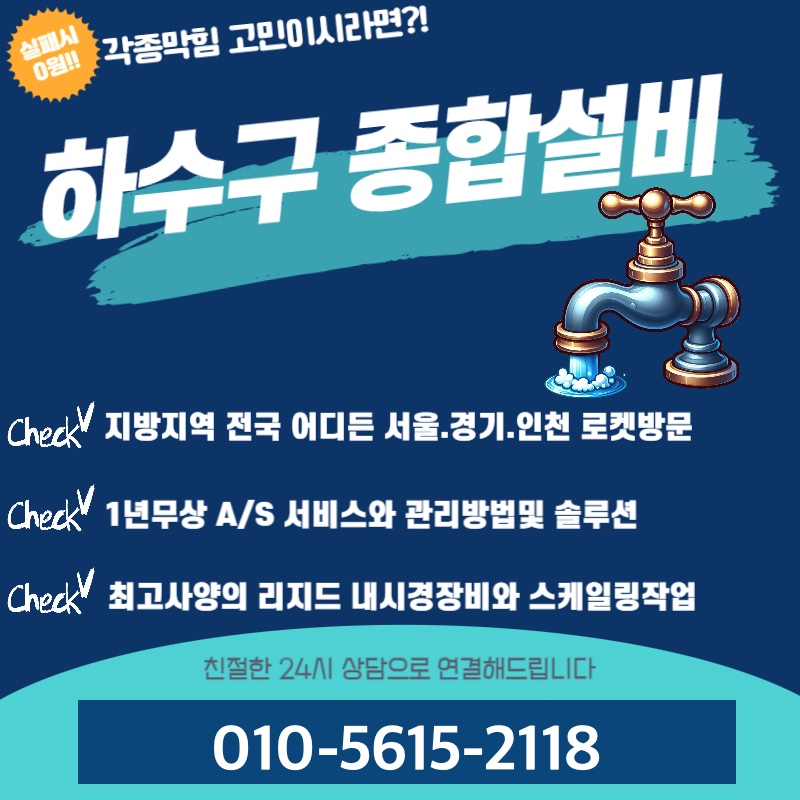 실패시
0원!!
각종막힘 고민이시라면?!
하수구 종합설비
Check V 지방지역 전국 어디든 서울.경기.인천 로켓방문
Check V 1년무상 A/S 서비스와 관리방법및 솔루션
Check V 최고사양의 리지드 내시경장비와 스케일링작업
친절한 24시 상담으로 연결해드립니다
010-5615-2118